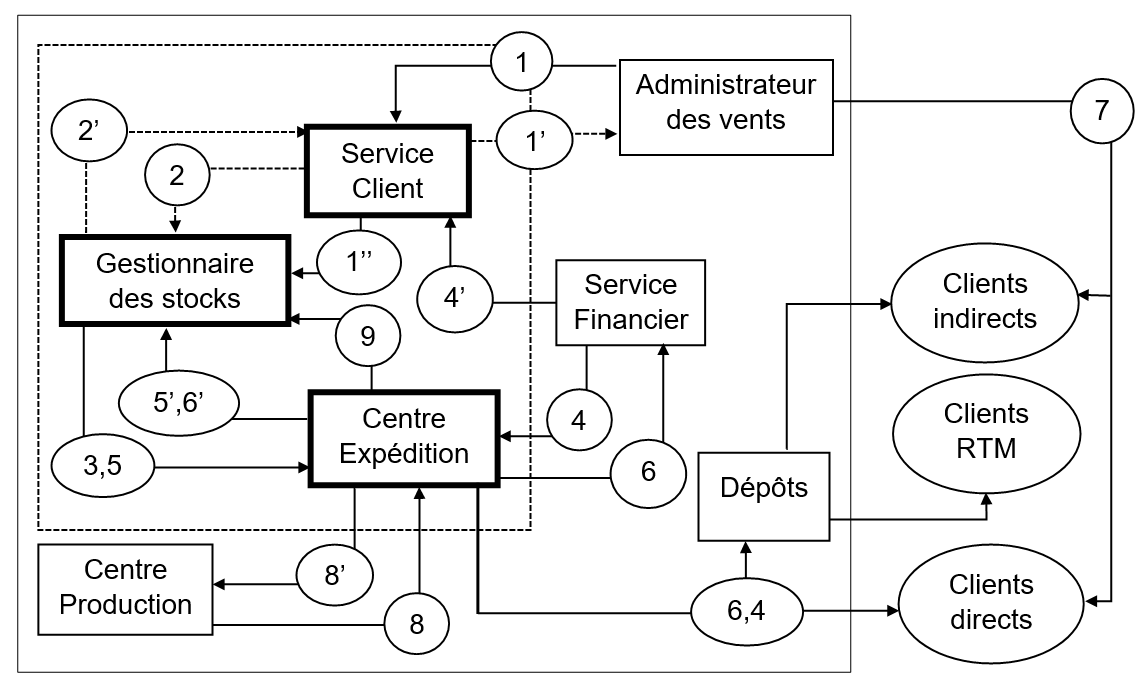 1
Administrateur
des vents
7
2’
1’
Service
Client
2
Gestionnaire
des stocks
1’’
4’
Service
Financier
Clients
indirects
9
5’,6’
Centre
Expédition
4
Clients
RTM
3,5
6
Dépôts
Centre
Production
8’
8
6,4
Clients
directs